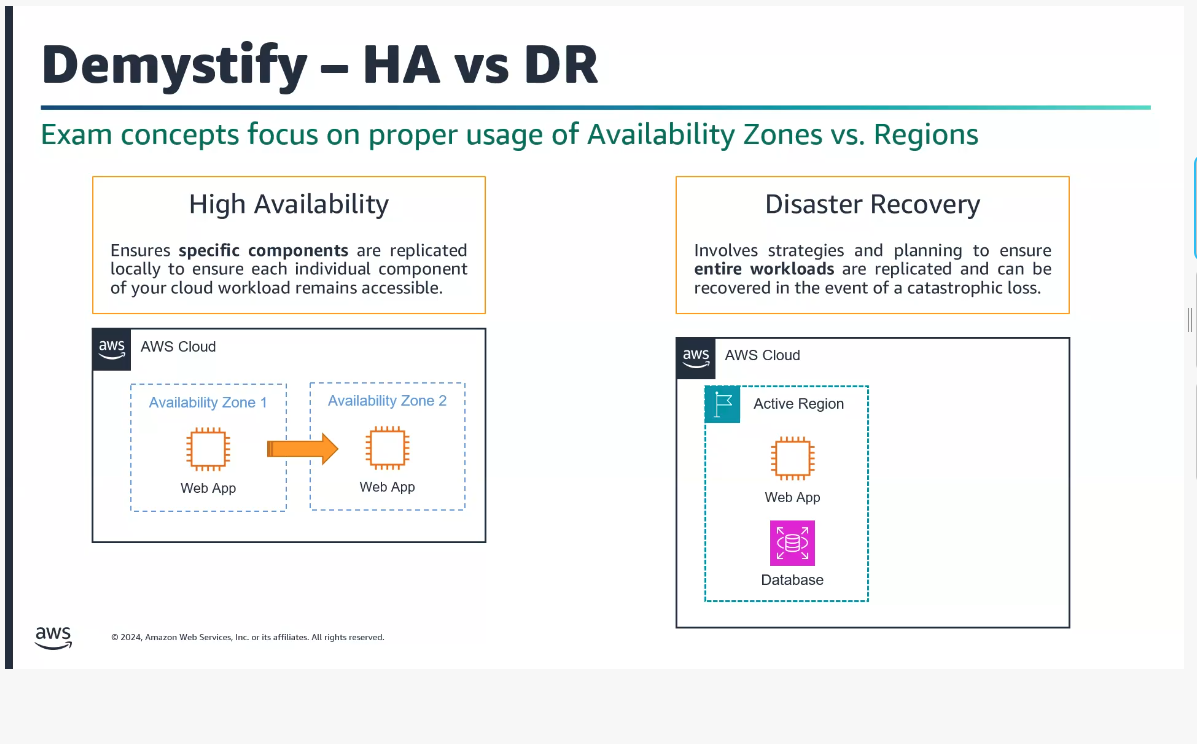 Demystify – HA vs DR
Exam concepts focus on proper usage of Availability Zones vs. Regions
High Availability
Ensures specific components are replicated
locally to ensure each individual component
of your cloud workload remains accessible.
aws
AWS Cloud
Availability Zone 1
Availability Zone 2
Web App
Web App
Disaster Recovery
Involves strategies and planning to ensure
entire workloads are replicated and can be
recovered in the event of a catastrophic loss.
aws
AWS Cloud
Active Region
Web App
Database
aws
© 2024, Amazon Web Services, Inc. or its affiliates. All rights reserved.